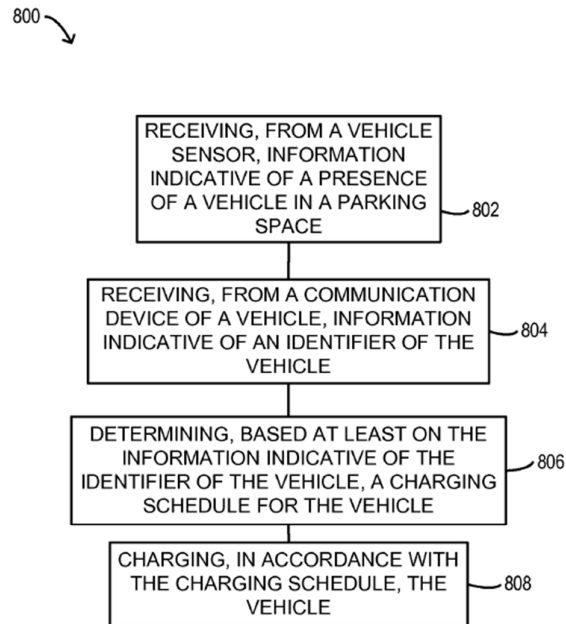 800
RECEIVING, FROM A VEHICLE
SENSOR, INFORMATION
INDICATIVE OF A PRESENCE
OF A VEHICLE IN A PARKING
SPACE
802
RECEIVING, FROM A COMMUNICATION
DEVICE OF A VEHICLE, INFORMATION
INDICATIVE OF AN IDENTIFIER OF THE
VEHICLE
804
DETERMINING, BASED AT LEAST ON THE
INFORMATION INDICATIVE OF THE
IDENTIFIER OF THE VEHICLE, A CHARGING
SCHEDULE FOR THE VEHICLE
806
CHARGING, IN ACCORDANCE WITH
THE CHARGING SCHEDULE, THE
VEHICLE
808